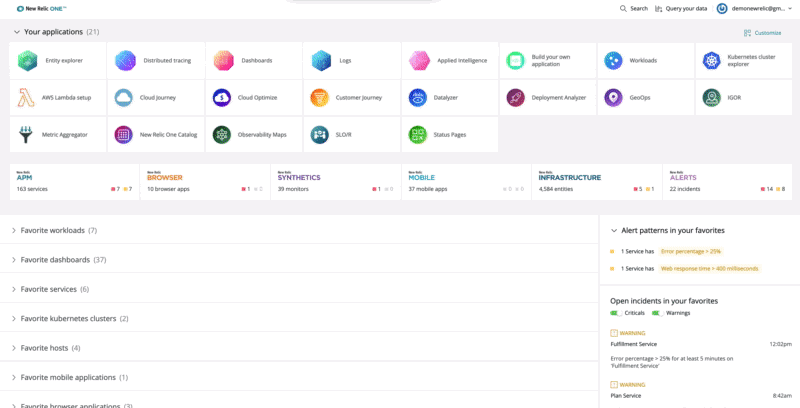 New Relic ONE™
Search
Query your data
demonewrelic@gm...
Your applications (21)
Customize
Entity explorer
Distributed tracing
Dashboards
Logs
Applied Intelligence
Build your own
application
Workloads
Kubernetes cluster
explorer
AWS Lambda setup
Cloud Journey
Cloud Optimize
Customer Journey
Datalyzer
Deployment Analyzer
GeoOps
IGOR
Metric Aggregator
New Relic One Catalog
Observability Maps
SLO/R
Status Pages
New Relic
APM
163 services
7 7
New Relic
BROWSER
10 browser apps
1 0
New Relic
SYNTHETICS
39 monitors
1 0
New Relic
MOBILE
37 mobile apps
0 0
New Relic
INFRASTRUCTURE
4,584 entities
5 1
New Relic
ALERTS
22 incidents
14 8
Favorite workloads (7)
Favorite dashboards (37)
Favorite services (6)
Favorite kubernetes clusters (2)
Favorite hosts (4)
Favorite mobile applications (1)
Favorite browser applications (3)
Alert patterns in your favorites
1 Service has Error percentage > 25%
1 Service has Web response time > 400 milliseconds
Open incidents in your favorites
Criticals Warnings
WARNING
Fulfillment Service 12:02pm
Error percentage > 25% for at least 5 minutes on
'Fulfillment Service'
WARNING
Plan Service 8:42am